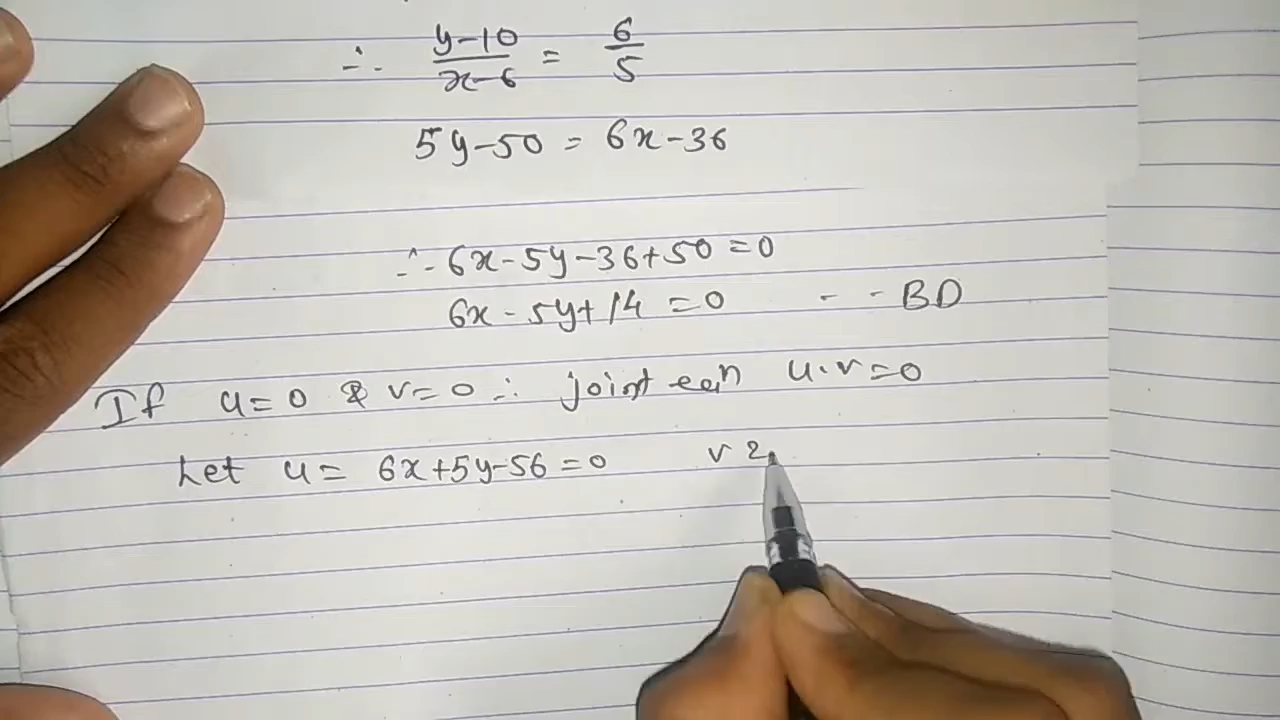 ∴ y-10/x-6 = 6/5
5y-50 = 6x-36
∴ 6x-5y-36+50=0
6x-5y+14=0 - - BD
If u=0 & v=0 ∴ joint eqn u.v=0
Let u= 6x+5y-56=0 v =